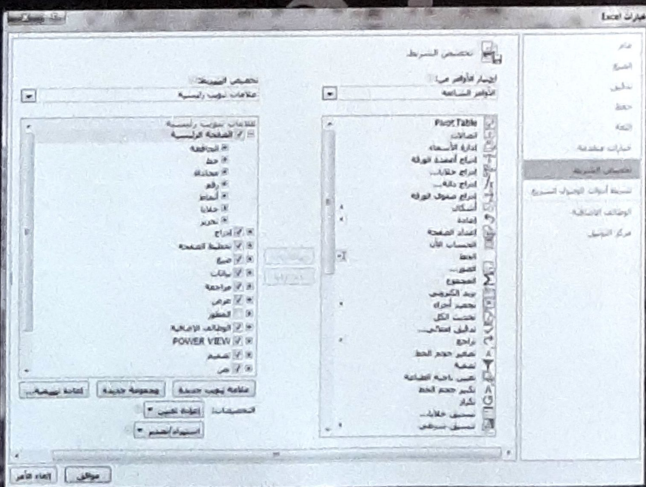 خيارات Excel
عام
الصيغ
تدقيق
حفظ
اللغة
خيارات متقدمة
تخصيص الشريط
شريط أدوات الوصول السريع
الوظائف الإضافية
مركز التوثيق
تخصيص الشريط.
اختيار الأوامر من:
الأوامر الشائعة
PivotTable
اتصالات
إدارة الأسماء
إدراج أعمدة الورقة
إدراج خلايا...
إدراج دالة...
إدراج صفوف الورقة
أشكال
إعادة
إعداد الصفحة
الحساب الآن
الخط
الصور...
المجموع
بريد إلكتروني
تجميد أجزاء
تحديث الكل
تدقيق إملائي...
تراجع
تصغير حجم الخط
تصفية
تعيين ناحية الطباعة
تكبير حجم الخط
تكرار
تنسيق خلايا...
تنسيق شرطي
تخصيص الشريط:
علامات تبويب رئيسية
علامات تبويب رئيسية
الصفحة الرئيسية
الحافظة
خط
محاذاة
رقم
أنماط
خلايا
تحرير
إدراج
تخطيط الصفحة
صيغ
بيانات
مراجعة
عرض
المطور
الوظائف الإضافية
POWER VIEW
تصميم
نص
علامة تبويب جديدة
مجموعة جديدة
إعادة تسمية...
التخصيصات:
إعادة تعيين
استيراد/تصدير
موافق
إلغاء الأمر